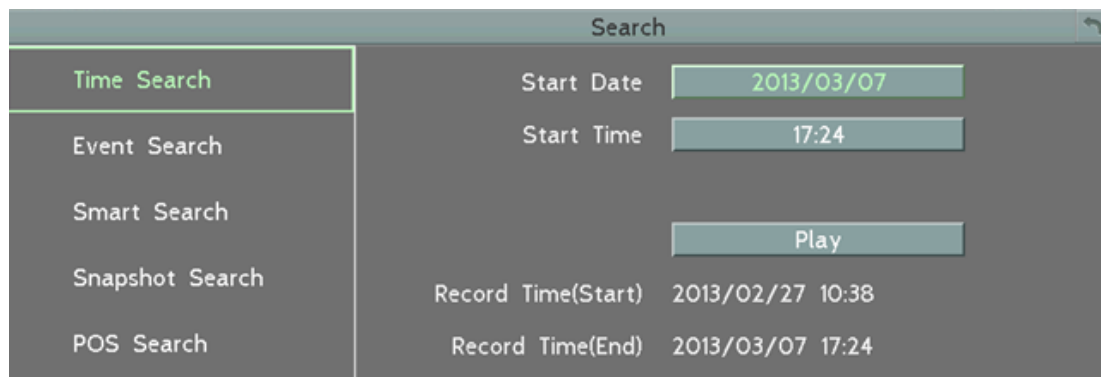 Search
Time Search
Event Search
Smart Search
Snapshot Search
POS Search
Start Date 2013/03/07
Start Time 17:24
Play
Record Time(Start) 2013/02/27 10:38
Record Time(End) 2013/03/07 17:24